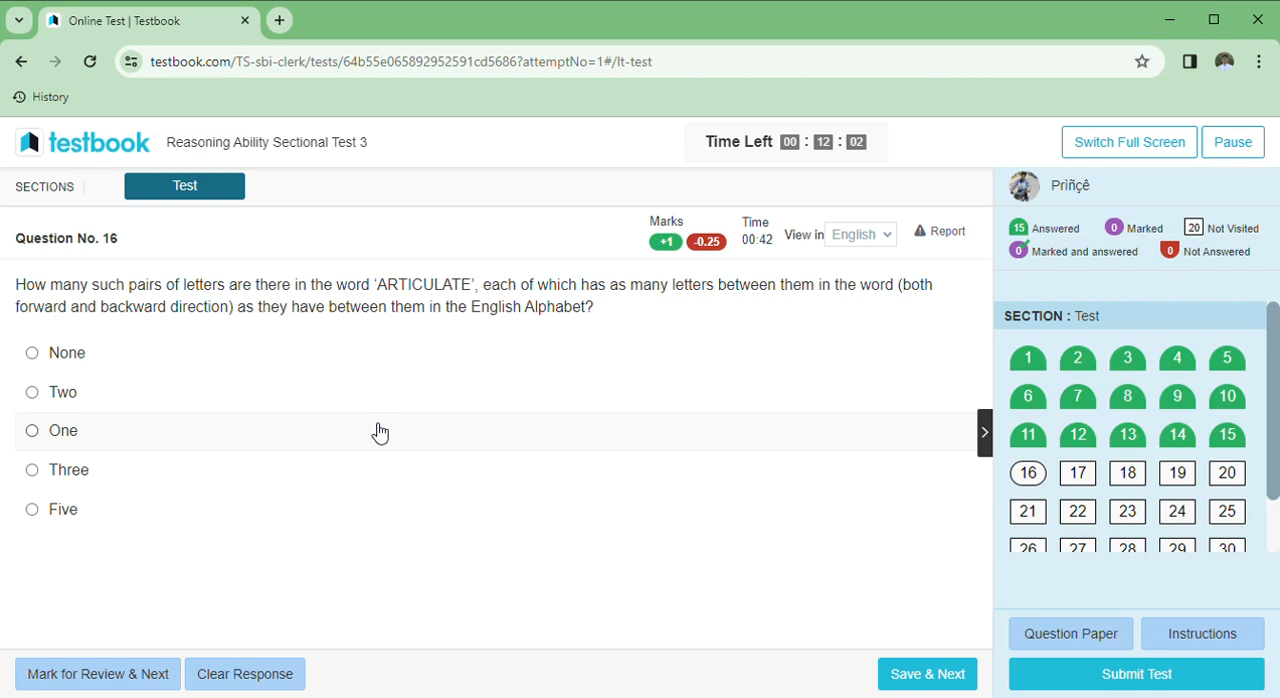 Online Test | Testbook
testbook.com/TS-sbi-clerk/tests/64b55e065892952591cd5686?attemptNo=1#/lt-test
History
testbook Reasoning Ability Sectional Test 3 Time Left 00 : 12 : 02 Switch Full Screen Pause
SECTIONS Test
Priñçê
Question No. 16
Marks +1 -0.25
Time 00:42
View in English
Report
15 Answered 0 Marked 20 Not Visited
0 Marked and answered 0 Not Answered
How many such pairs of letters are there in the word ‘ARTICULATE’, each of which has as many letters between them in the word (both
forward and backward direction) as they have between them in the English Alphabet?
None
Two
One
Three
Five
SECTION : Test
1 2 3 4 5
6 7 8 9 10
11 12 13 14 15
16 17 18 19 20
21 22 23 24 25
26 27 28 29 30
Question Paper Instructions
Mark for Review & Next Clear Response Save & Next Submit Test